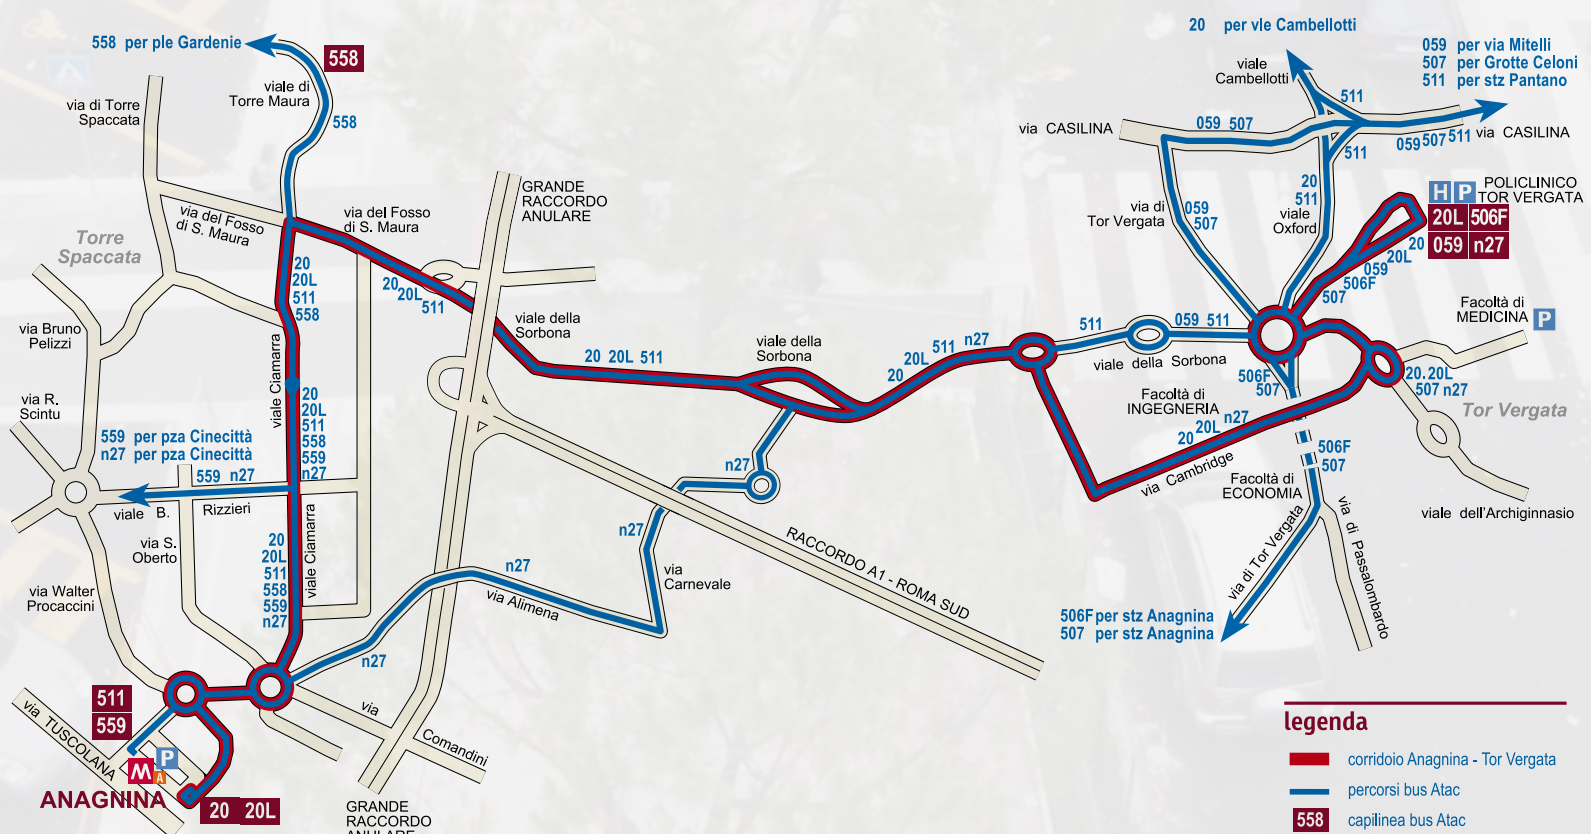 558 per ple Gardenie
558
viale di
Torre Maura
558
via di Torre
Spaccata
via del Fosso
di S. Maura
via del Fosso
di S. Maura
GRANDE
RACCORDO
ANULARE
Torre
Spaccata
20
20L
511
558
20
20L
511
via Bruno
Pelizzi
viale Ciamarra
viale della
Sorbona
20 20L 511
viale della
Sorbona
20
20L
511
n27
via R.
Scintu
20
20L
511
558
559
n27
559 per pza Cinecittà
n27 per pza Cinecittà
559 n27
viale B. Rizzieri
via S.
Oberto
viale Ciamarra
20
20L
511
558
559
n27
via Walter
Procaccini
n27
n27
n27
via Alimena
n27
via
Carnevale
RACCORDO A1 - ROMA SUD
via Comandini
511
559
via TUSCOLANA
P
M
A
ANAGNINA
20 20L
GRANDE
RACCORDO
ANULARE
20 per vle Cambellotti
viale
Cambellotti
059 per via Mitelli
507 per Grotte Celoni
511 per stz Pantano
511
via CASILINA
059 507
511
059 507 511
via CASILINA
20
511
viale
Oxford
via di
Tor Vergata
059
507
H P
POLICLINICO
TOR VERGATA
20L 506F
059 n27
20
20L
059
506F
507
Facoltà di
MEDICINA
P
511
059 511
viale della Sorbona
506F
507
Facoltà di
INGEGNERIA
20.20L
507 n27
Tor Vergata
20
20L
n27
n27
via Cambridge
506F
507
Facoltà di
ECONOMIA
viale dell'Archiginnasio
via di Tor Vergata
via di Passalombardo
506F per stz Anagnina
507 per stz Anagnina
legenda
corridoio Anagnina - Tor Vergata
percorsi bus Atac
558 capilinea bus Atac